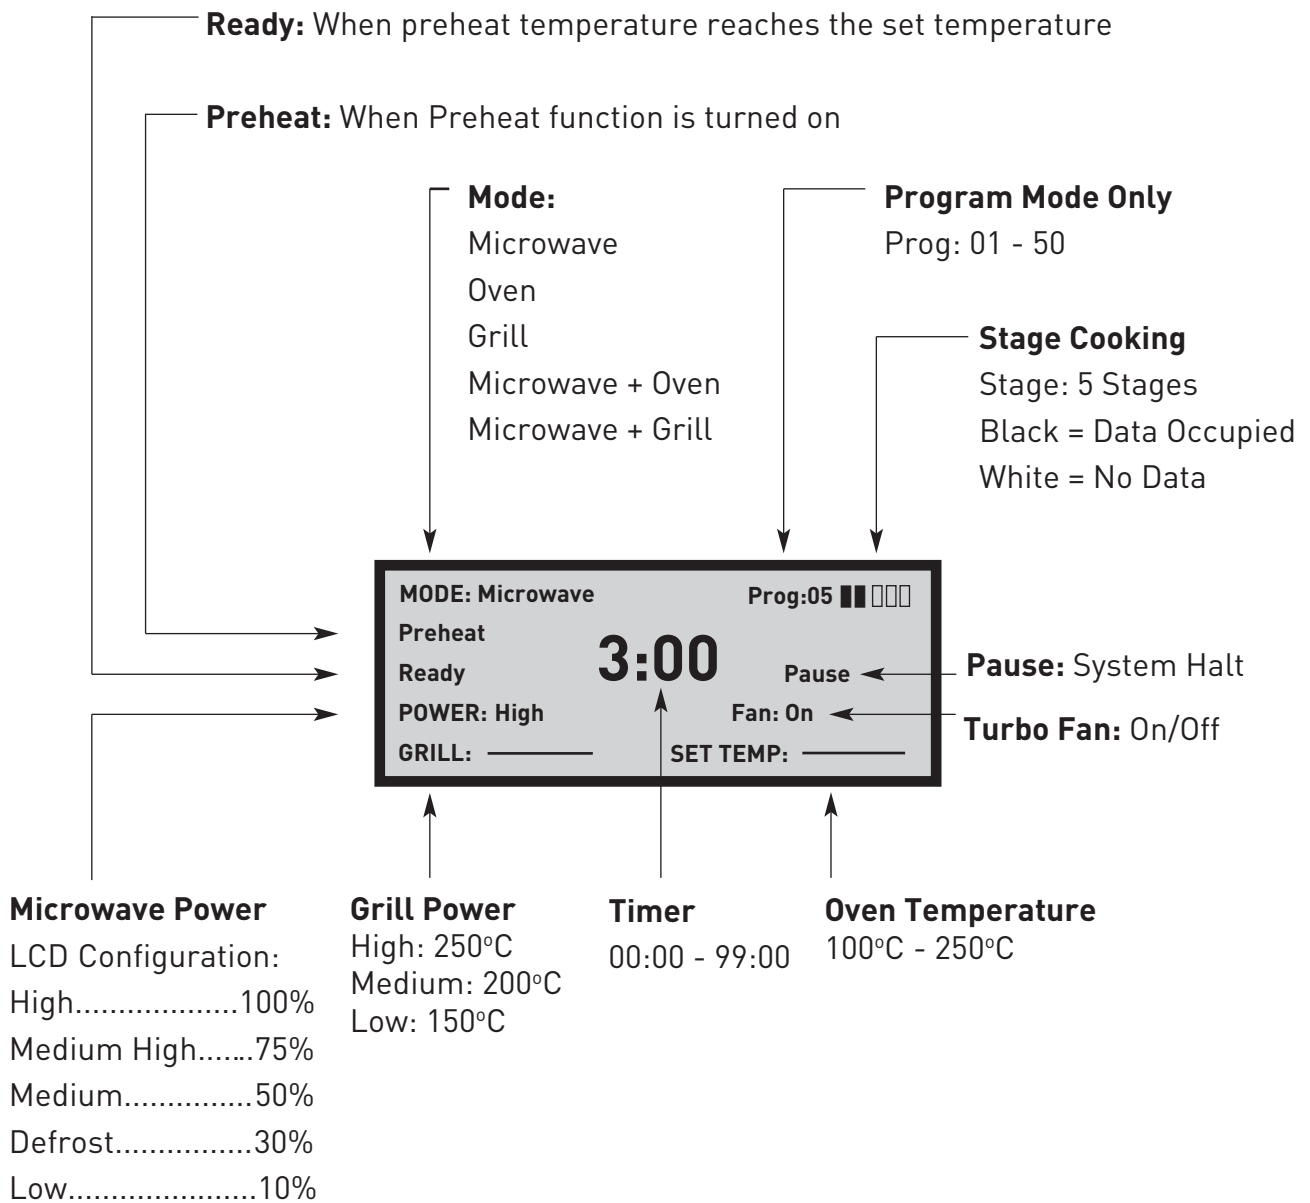 Ready: When preheat temperature reaches the set temperature
Preheat: When Preheat function is turned on
Mode:
Microwave
Oven
Grill
Microwave + Oven
Microwave + Grill
Program Mode Only
Prog: 01 - 50
Stage Cooking
Stage: 5 Stages
Black = Data Occupied
White = No Data
MODE: Microwave
Prog:05
Preheat
Ready
3:00
Pause
POWER: High
Fan: On
GRILL:
SET TEMP:
Pause: System Halt
Turbo Fan: On/Off
Microwave Power
LCD Configuration:
High...................100%
Medium High.......75%
Medium...............50%
Defrost................30%
Low......................10%
Grill Power
High: 250°C
Medium: 200°C
Low: 150°C
Timer
00:00 - 99:00
Oven Temperature
100°C - 250°C